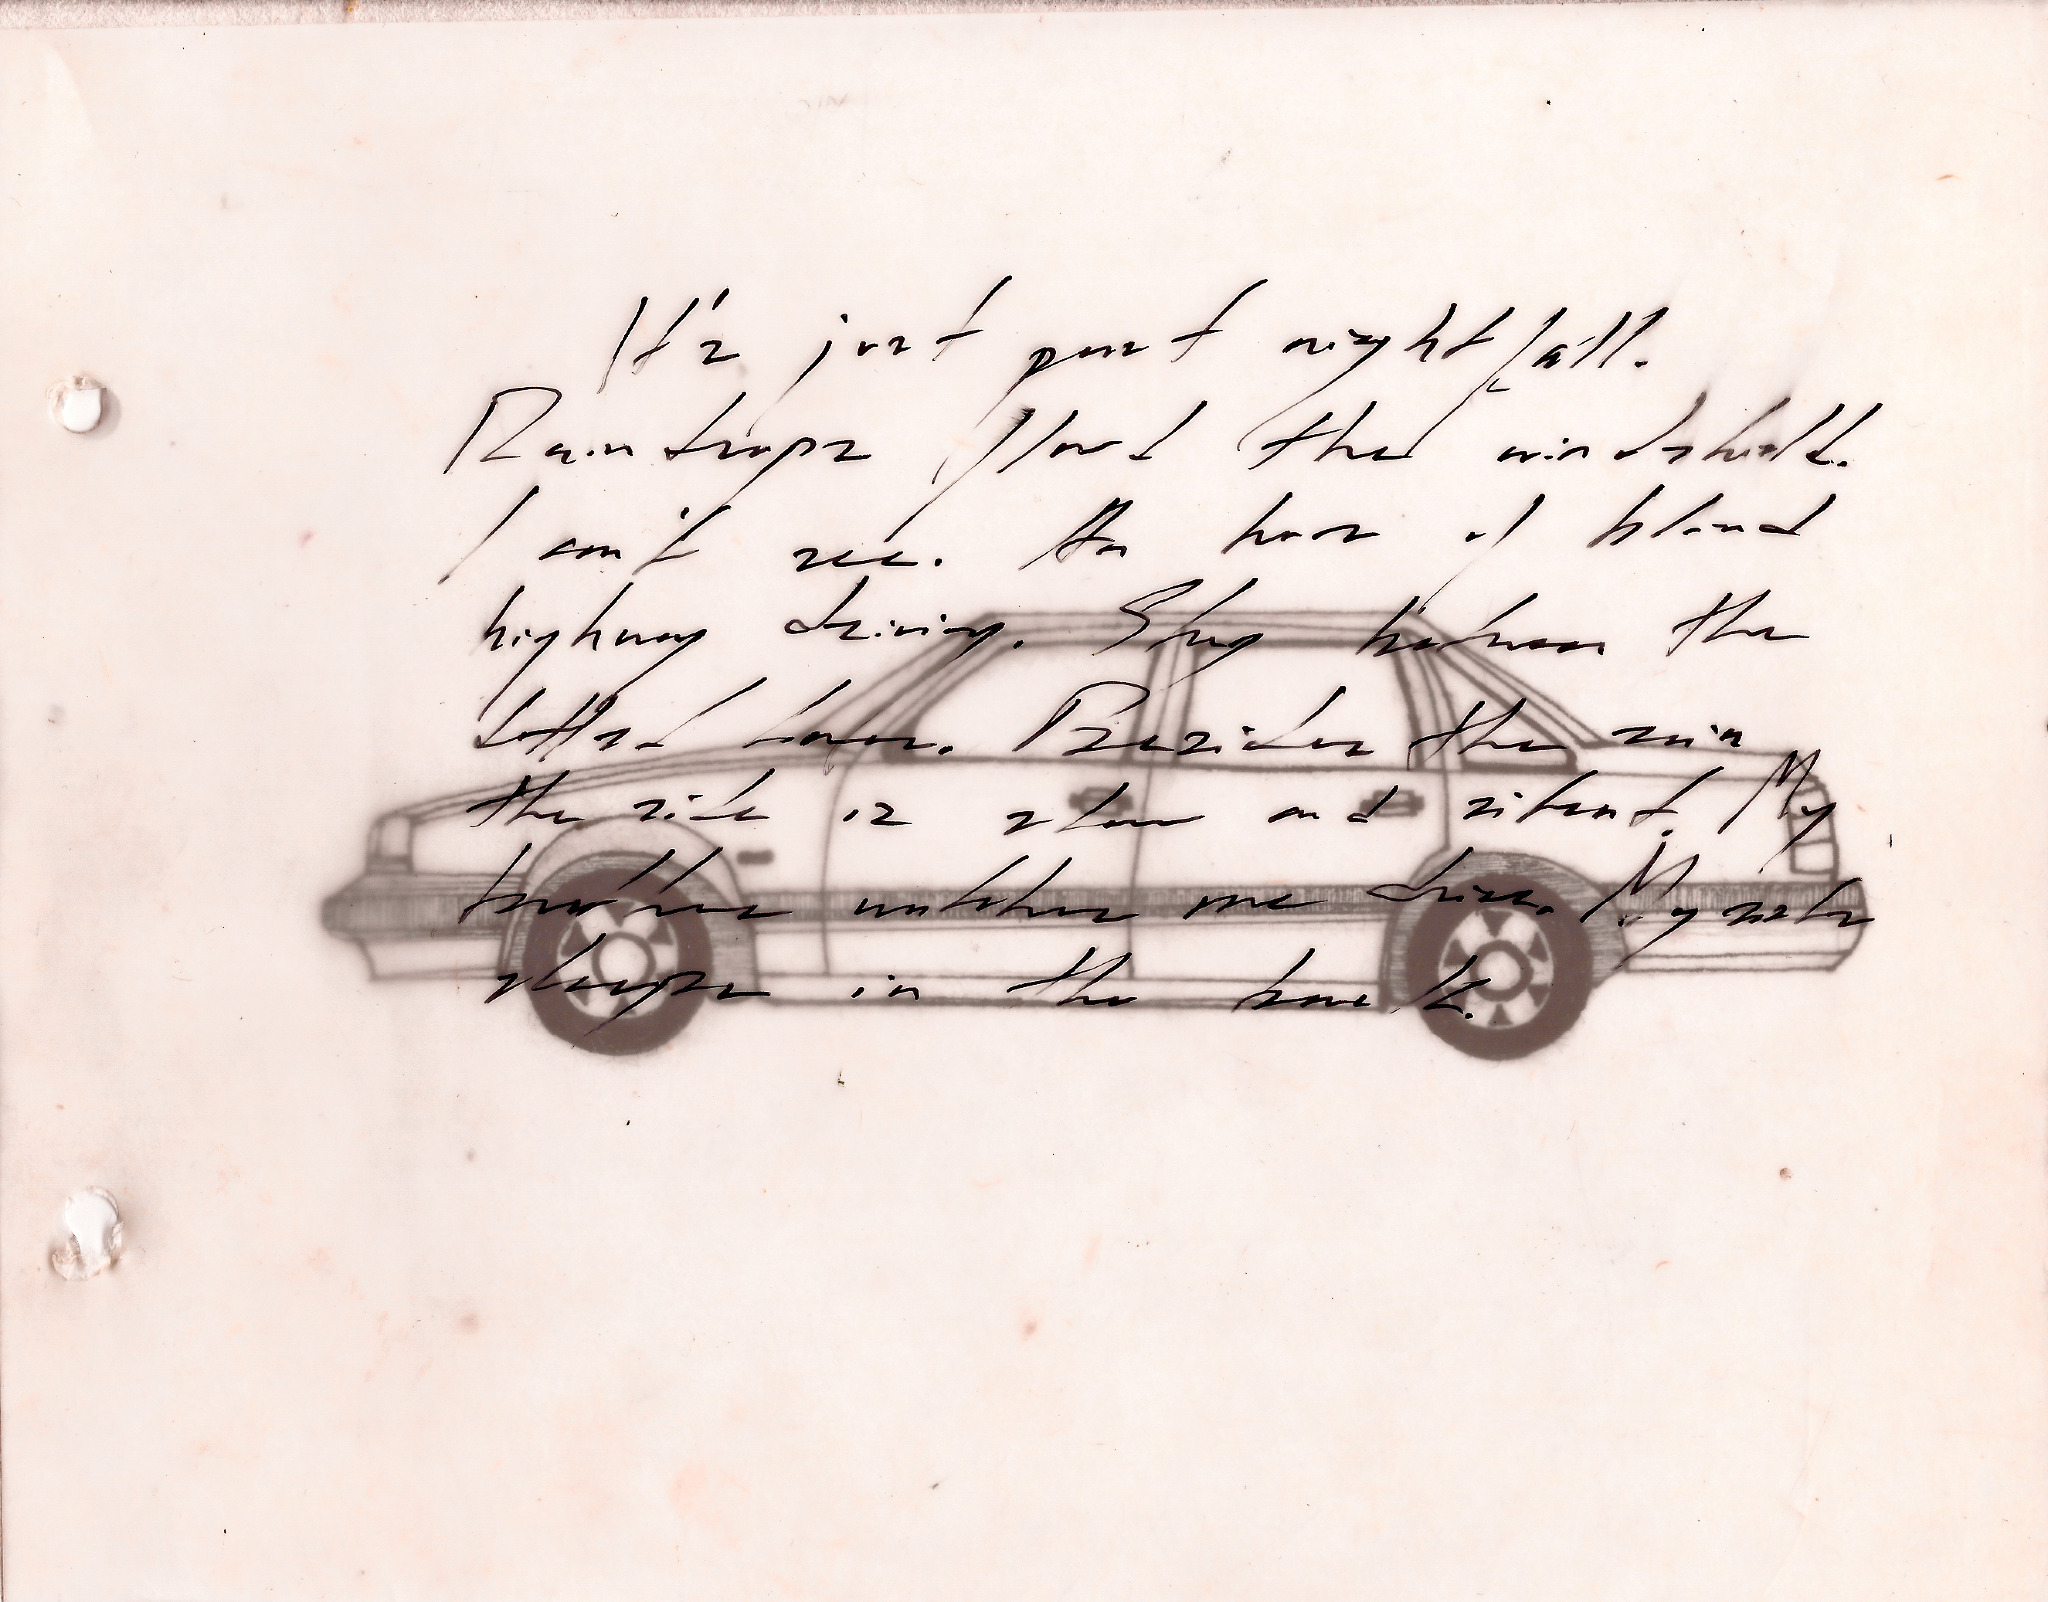 It's just past nightfall.
Raindrops flood the windshield.
I can't see. An hour of blind
highway driving. Stay between the
dotted lines. Besides the rain
the ride is slow and silent. My
brother watches me drive. My sister
sleeps in the back.